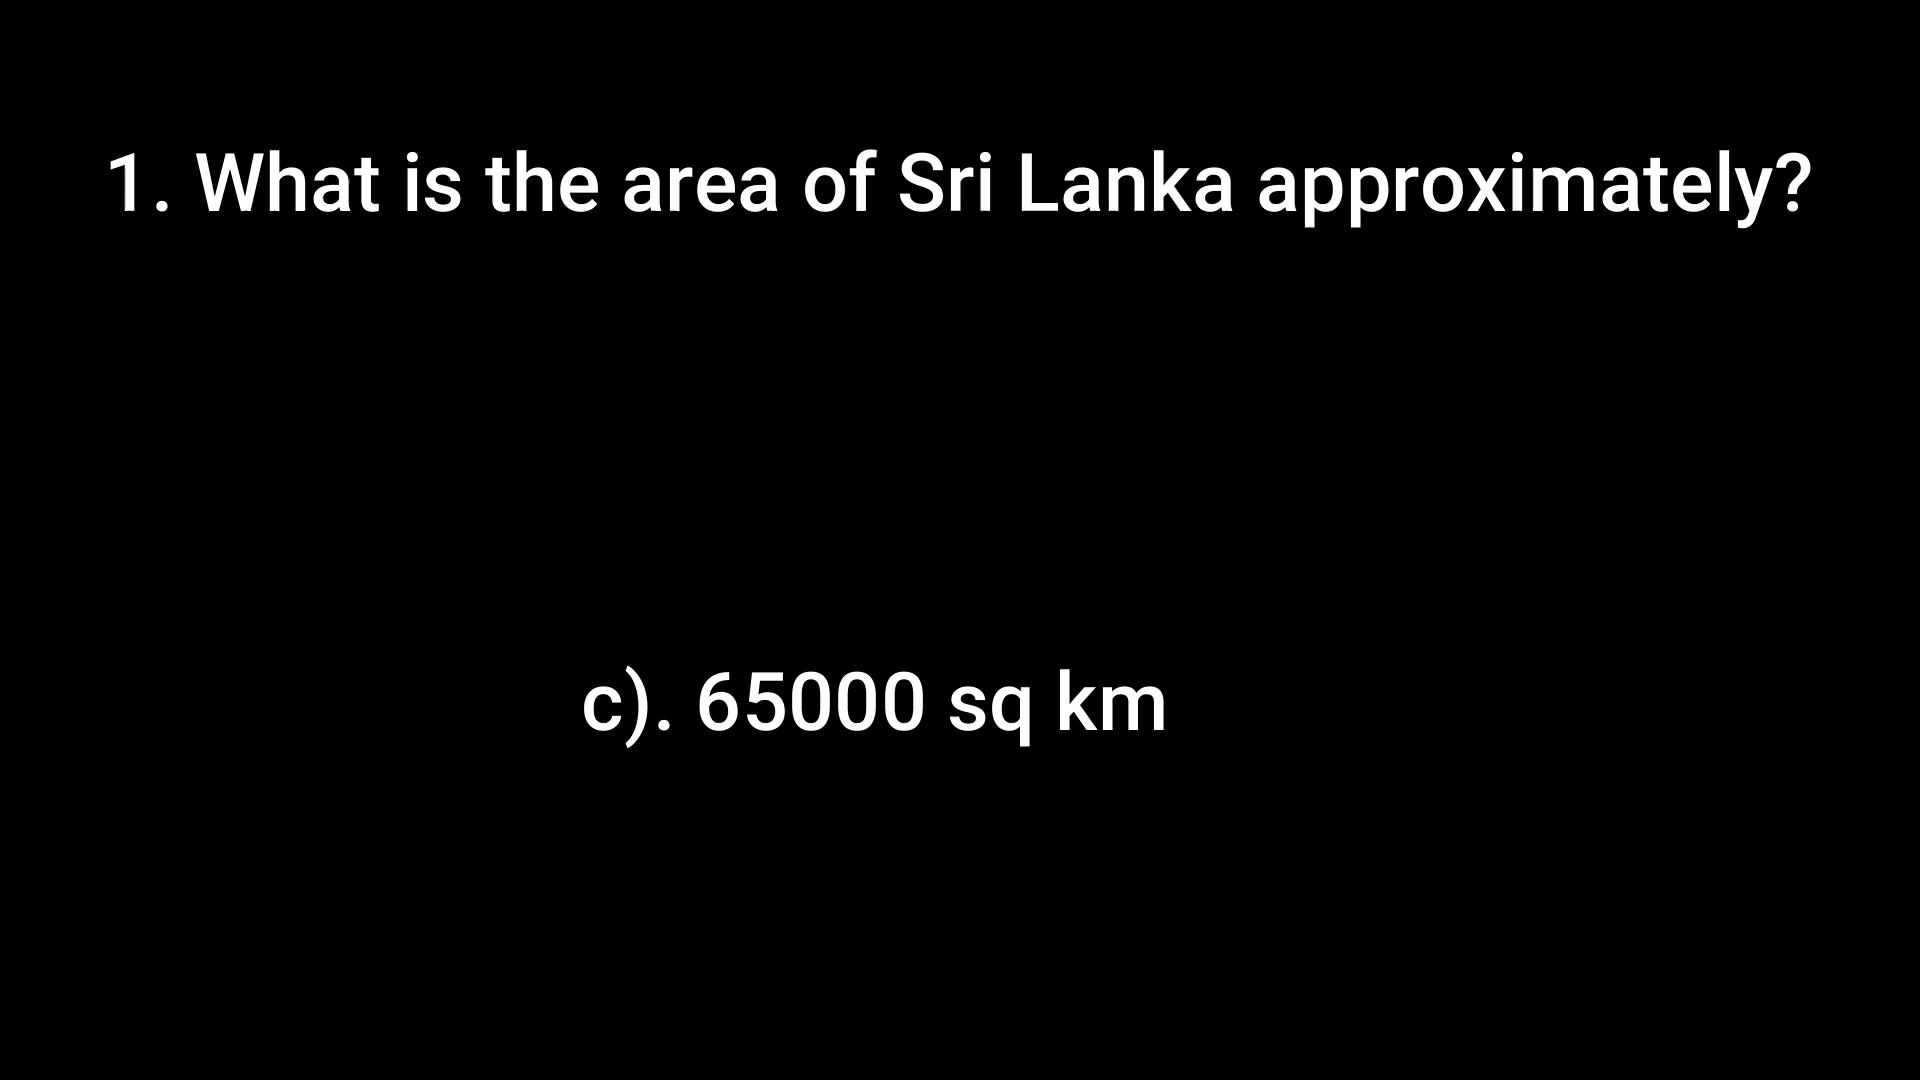 1. What is the area of Sri Lanka approximately?
c). 65000 sq km